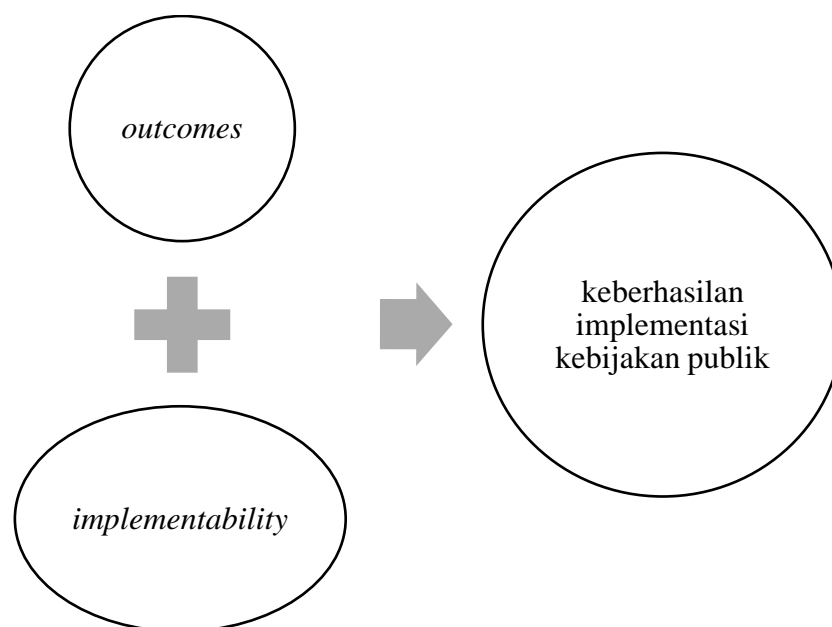 outcomes
implementability
keberhasilan
implementasi
kebijakan publik